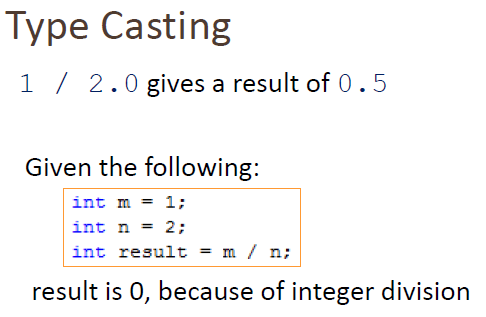 Type Casting
1 / 2.0 gives a result of 0.5
Given the following:
int m = 1;
int n = 2;
int result = m / n;
result is 0, because of integer division